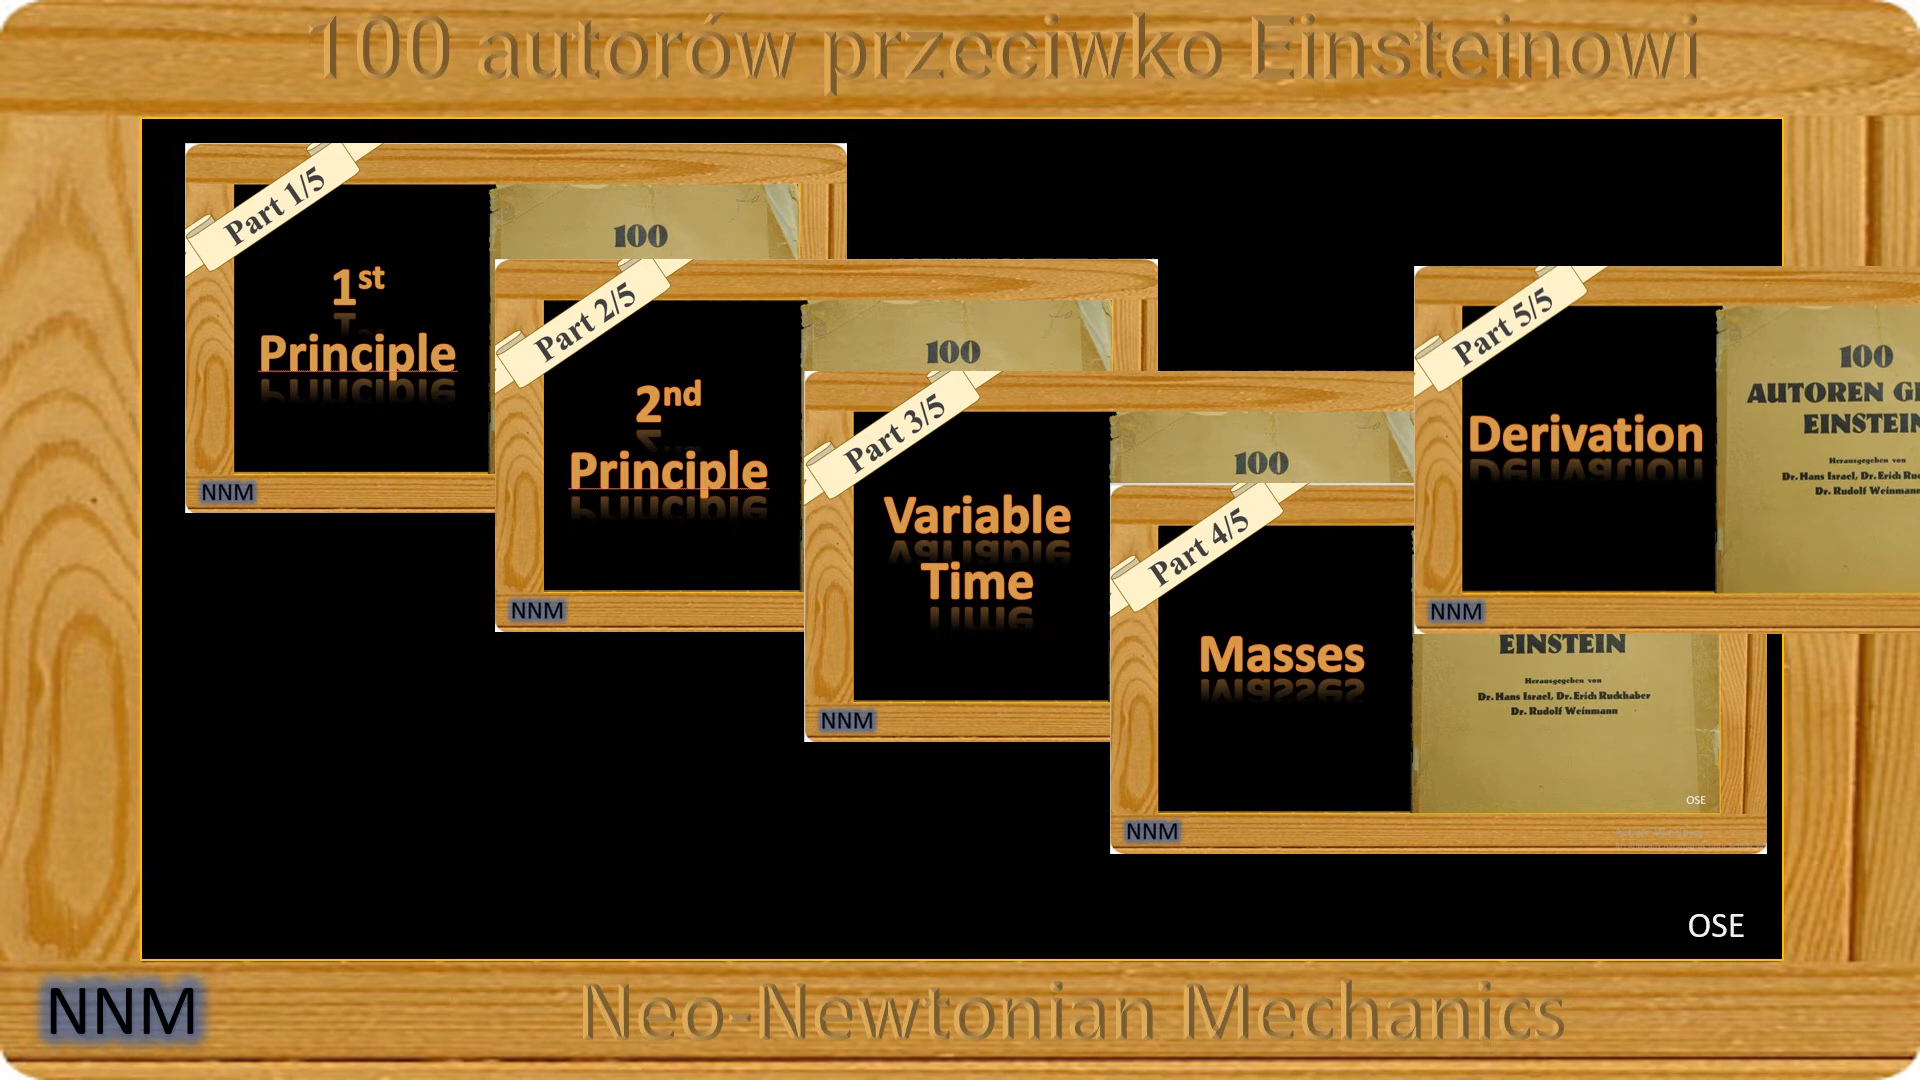 100 autorów przeciwko Einsteinowi
Part 1/5
1st
Principle
100
NNM
Part 2/5
2nd
Principle
100
NNM
Part 3/5
Variable
Time
100
NNM
Part 4/5
Masses
EINSTEIN
Herausgegeben von
Dr. Hans Israel, Dr. Erich Ruckhaber
Dr. Rudolf Weinmann
OSE
NNM
Part 5/5
Derivation
100
AUTOREN GE
EINSTEIN
Herausgegeben von
Dr. Hans Israel, Dr. Erich Ruc
Dr. Rudolf Weinmann
NNM
OSE
NNM
Neo-Newtonian Mechanics